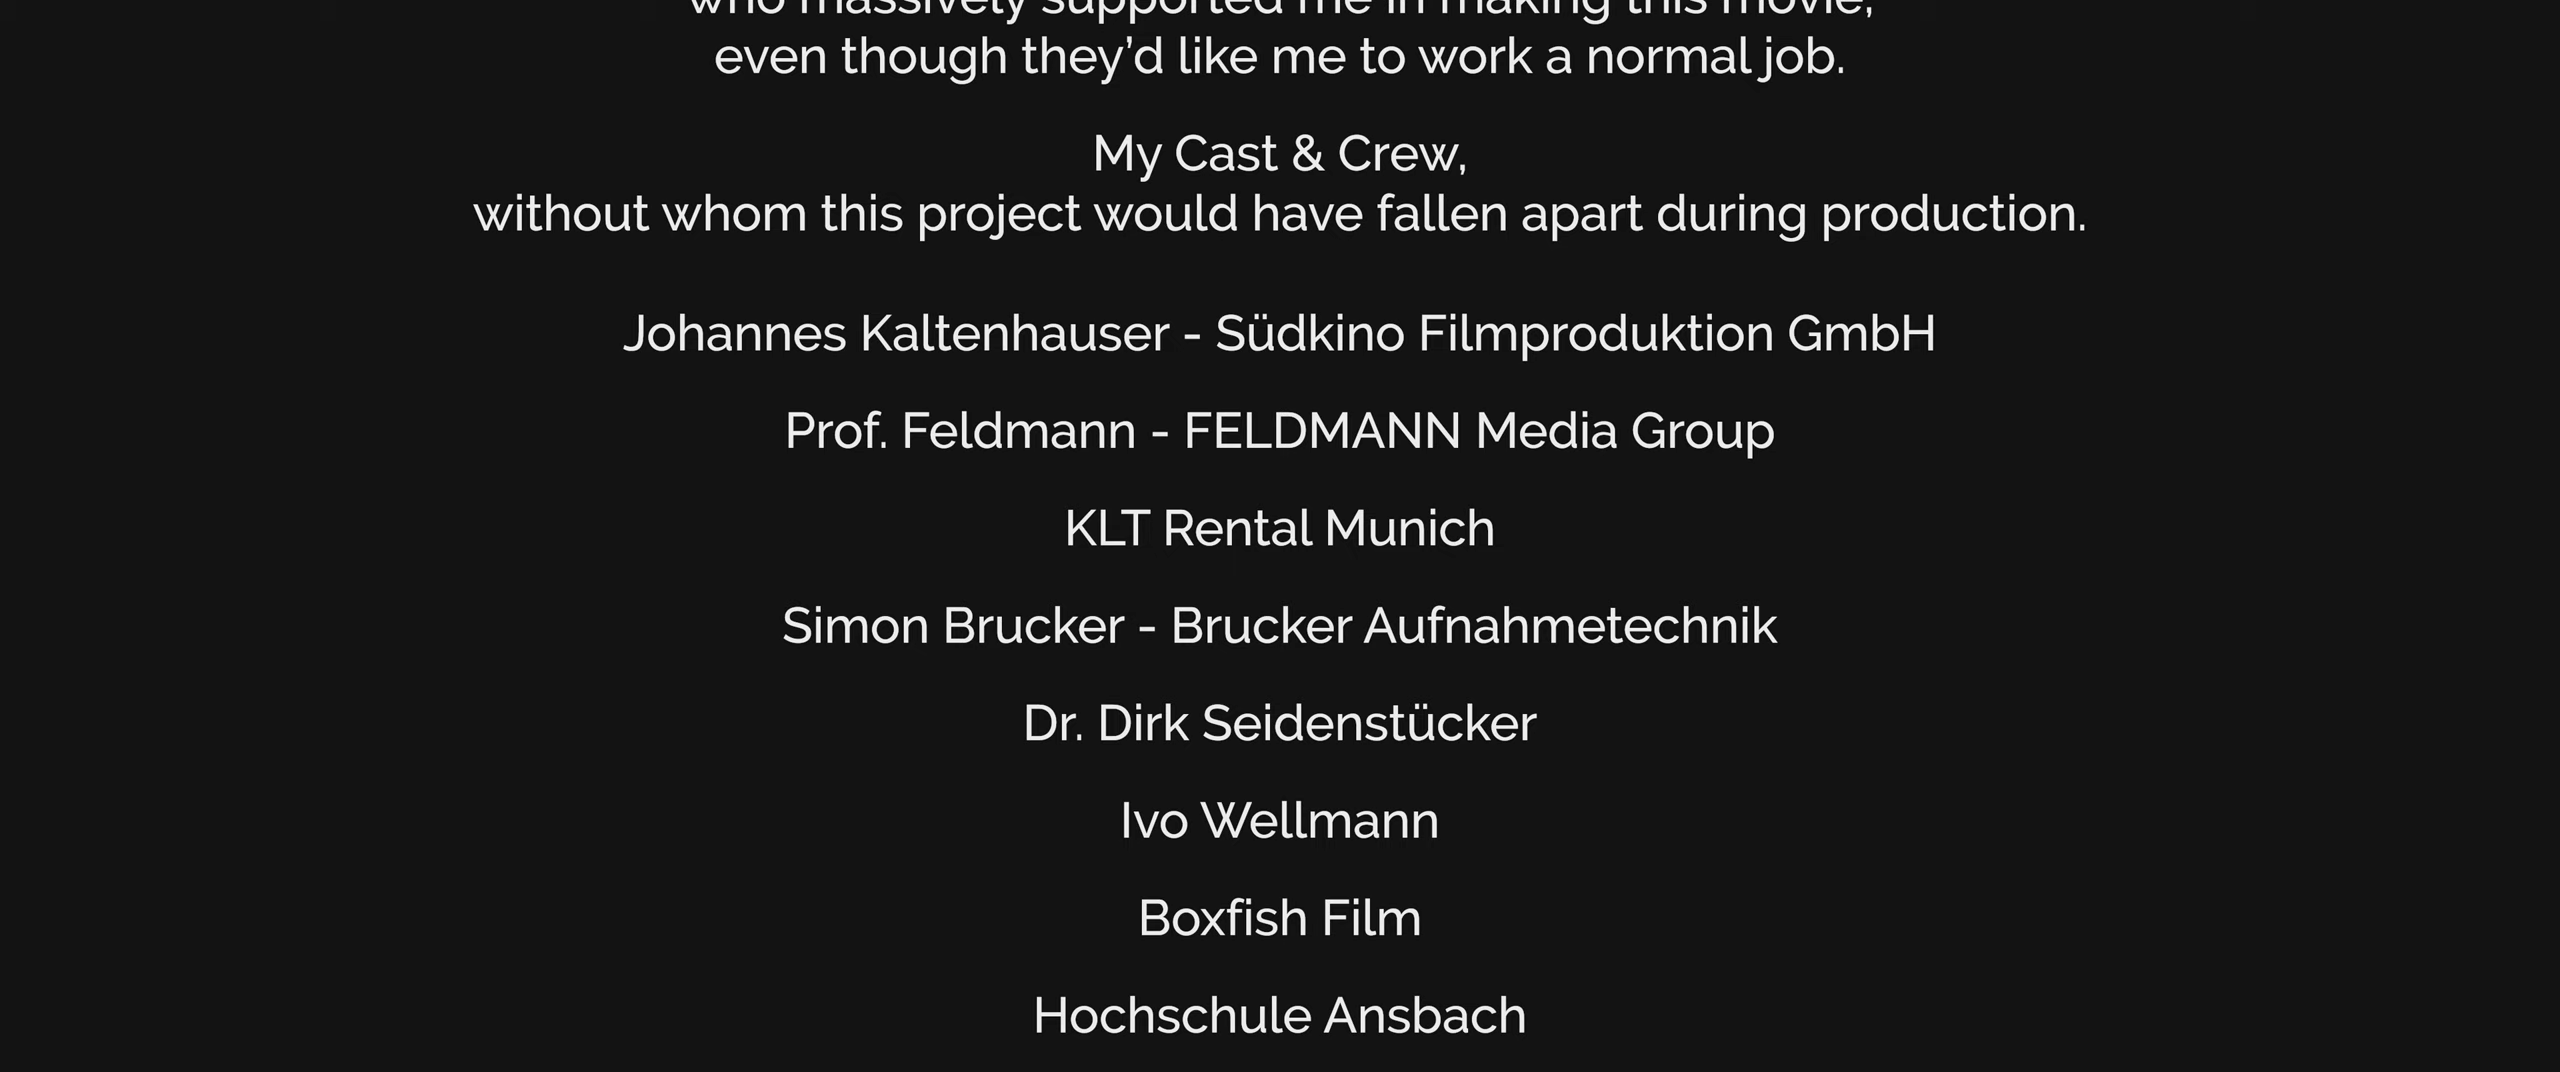 who massively supported me in making this movie,
even though they’d like me to work a normal job.
My Cast & Crew,
without whom this project would have fallen apart during production.
Johannes Kaltenhauser - Südkino Filmproduktion GmbH
Prof. Feldmann - FELDMANN Media Group
KLT Rental Munich
Simon Brucker - Brucker Aufnahmetechnik
Dr. Dirk Seidenstücker
Ivo Wellmann
Boxfish Film
Hochschule Ansbach